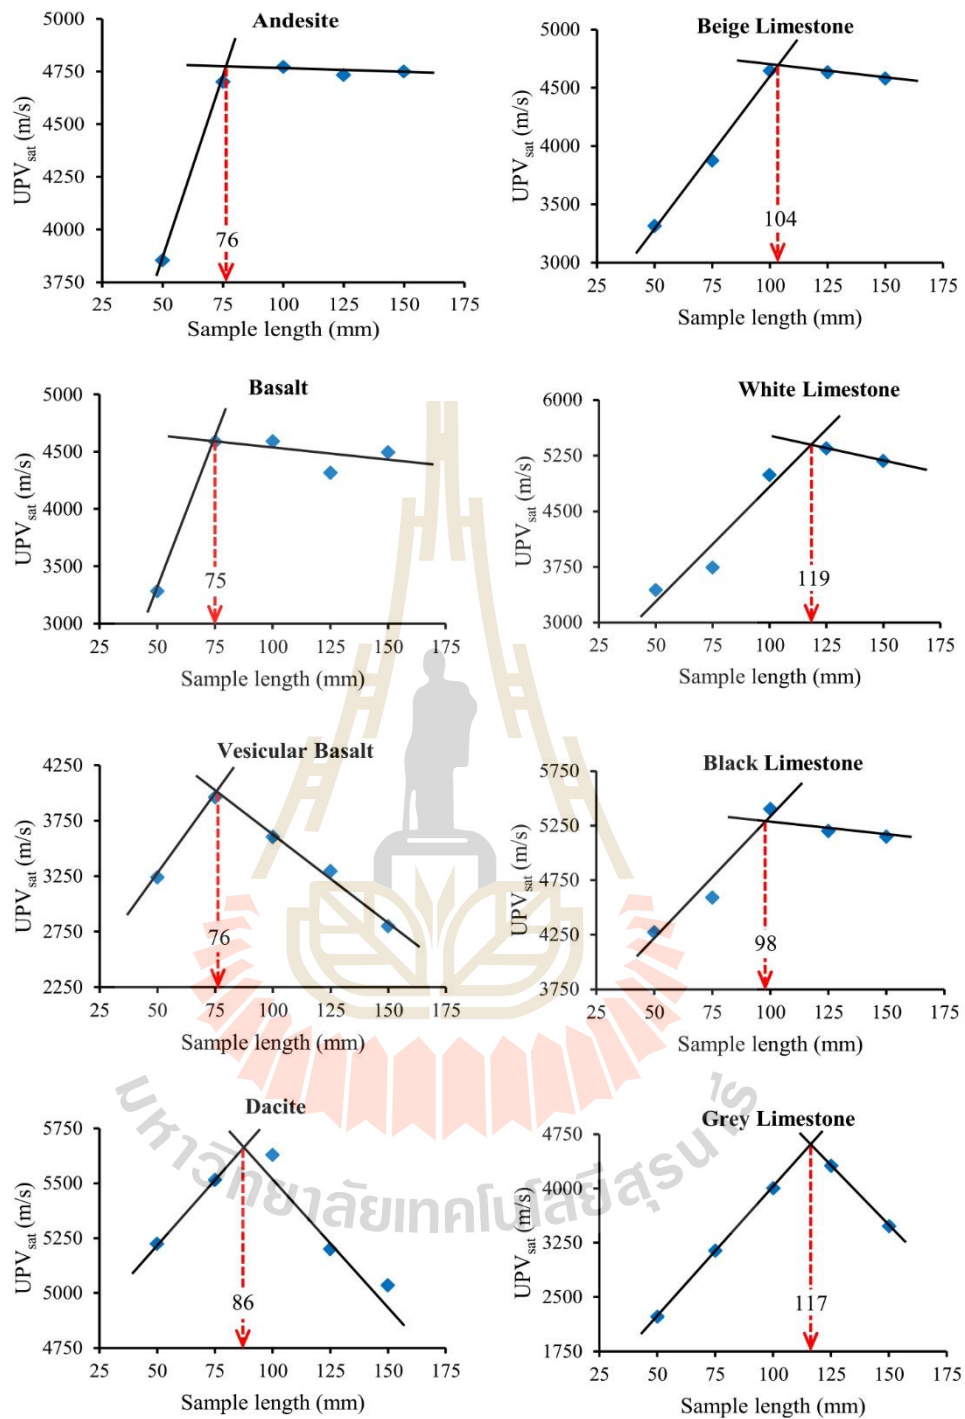 Andesite
UPVsat (m/s)
5000
4750
4500
4250
4000
3750
76
25 50 75 100 125 150 175
Sample length (mm)
Beige Limestone
UPVsat (m/s)
5000
4500
4000
3500
3000
104
25 50 75 100 125 150 175
Sample length (mm)
Basalt
UPVsat (m/s)
5000
4500
4000
3500
3000
75
25 50 75 100 125 150 175
Sample length (mm)
White Limestone
UPVsat (m/s)
6000
5250
4500
3750
3000
119
25 50 75 100 125 150 175
Sample length (mm)
Vesicular Basalt
UPVsat (m/s)
4250
3750
3250
2750
2250
76
25 50 75 100 125 150 175
Sample length (mm)
Black Limestone
UPVsat (m/s)
5750
5250
4750
4250
3750
98
25 50 75 100 125 150 175
Sample length (mm)
Dacite
UPVsat (m/s)
5750
5500
5250
5000
4750
86
25 50 75 100 125 150 175
Sample length (mm)
Grey Limestone
UPVsat (m/s)
4750
4000
3250
2500
1750
117
25 50 75 100 125 150 175
Sample length (mm)
มหาวิทยาลัยเทคโนโลยีสุรนารี